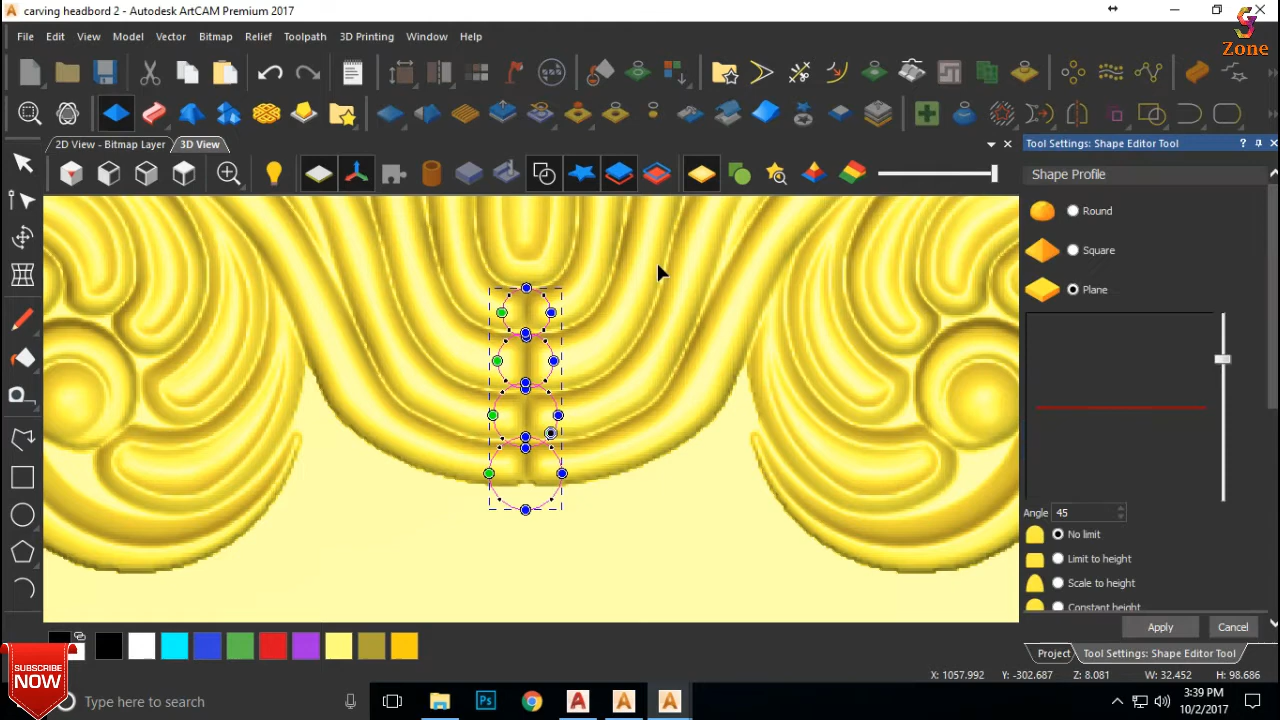 carving headbord 2 - Autodesk ArtCAM Premium 2017
File Edit View Model Vector Bitmap Relief Toolpath 3D Printing Window Help
G
Zone
2D View - Bitmap Layer 3D View
Tool Settings: Shape Editor Tool
Shape Profile
Round
Square
Plane
Angle 45
No limit
Limit to height
Scale to height
Constant height
Apply Cancel
Project Tool Settings: Shape Editor Tool
X: 1057.992 Y: -302.687 Z: 8.081 W: 32.452 H: 98.686
SUBSCRIBE
NOW
Type here to search
3:39 PM
10/2/2017